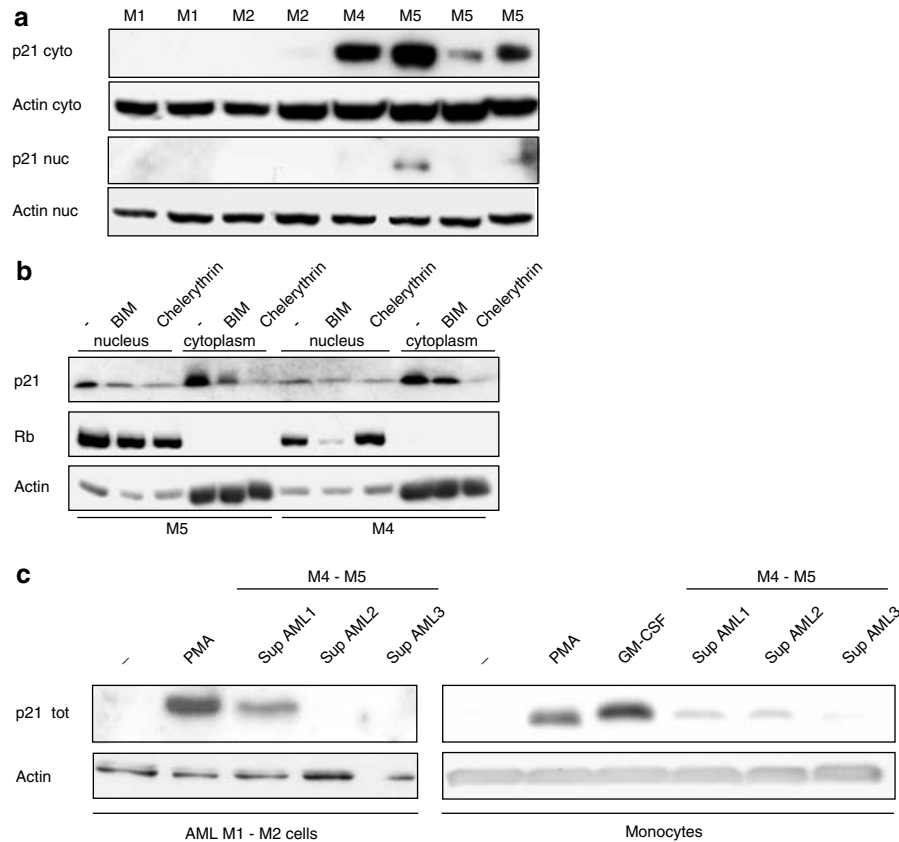 a
M1 M1 M2 M2 M4 M5 M5 M5
p21 cyto
Actin cyto
p21 nuc
Actin nuc
b
- BIM Chelerythrin - BIM Chelerythrin - BIM Chelerythrin - BIM Chelerythrin
nucleus cytoplasm nucleus cytoplasm
p21
Rb
Actin
M5 M4
c
M4 - M5 M4 - M5
– PMA Sup AML1 Sup AML2 Sup AML3 – PMA GM-CSF Sup AML1 Sup AML2 Sup AML3
p21 tot
Actin
AML M1 - M2 cells Monocytes